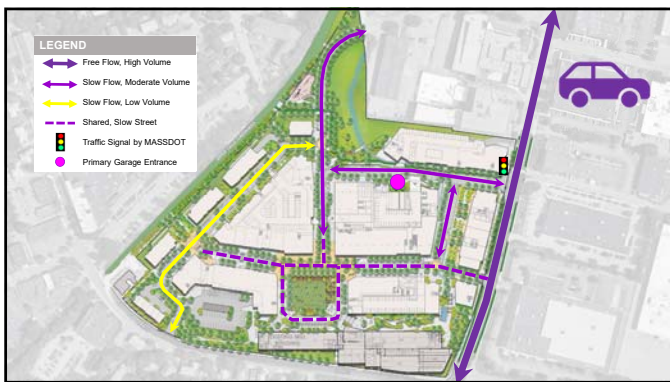 LEGEND
Free Flow, High Volume
Slow Flow, Moderate Volume
Slow Flow, Low Volume
Shared, Slow Street
Traffic Signal by MASSDOT
Primary Garage Entrance